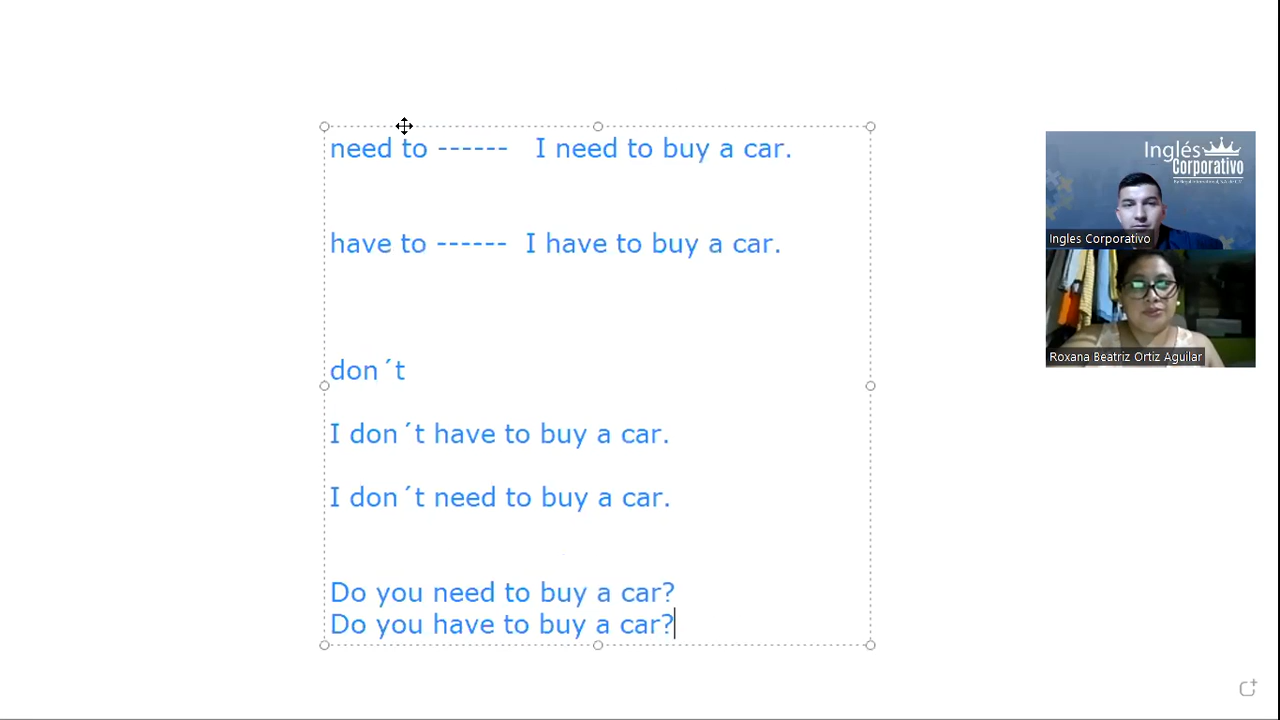 need to ------ I need to buy a car.
have to ------ I have to buy a car.
don´t
I don´t have to buy a car.
I don´t need to buy a car.
Do you need to buy a car?
Do you have to buy a car?
Inglés
Corporativo
Ingles Corporativo
Roxana Beatriz Ortiz Aguilar